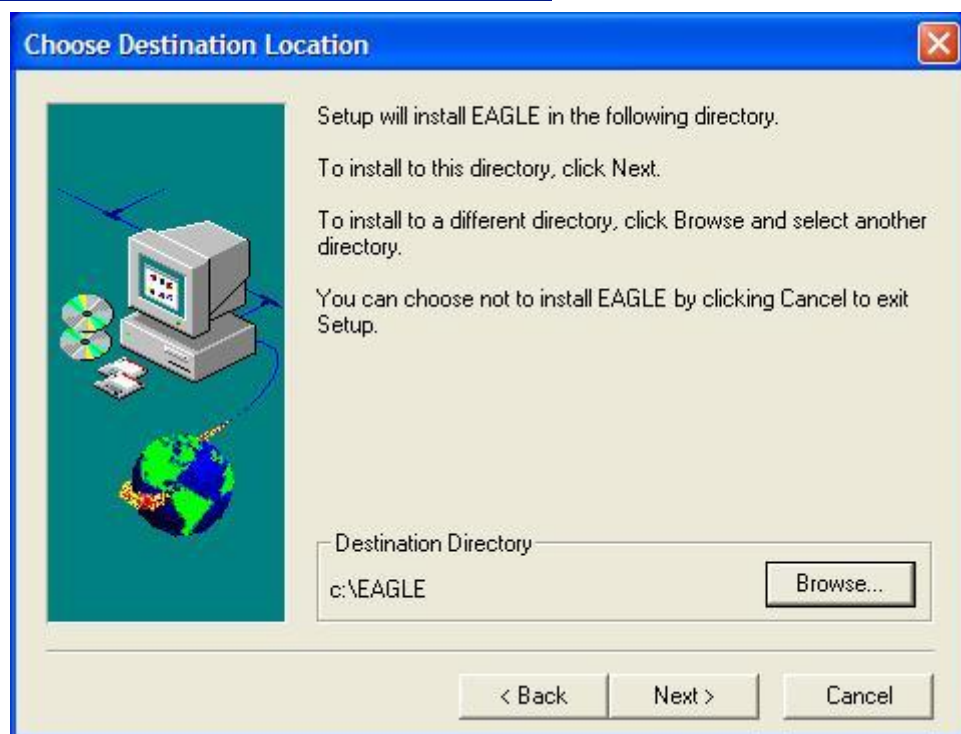 Choose Destination Location
Setup will install EAGLE in the following directory.
To install to this directory, click Next.
To install to a different directory, click Browse and select another
directory.
You can choose not to install EAGLE by clicking Cancel to exit
Setup.
Destination Directory
c:\EAGLE
Browse...
< Back
Next >
Cancel